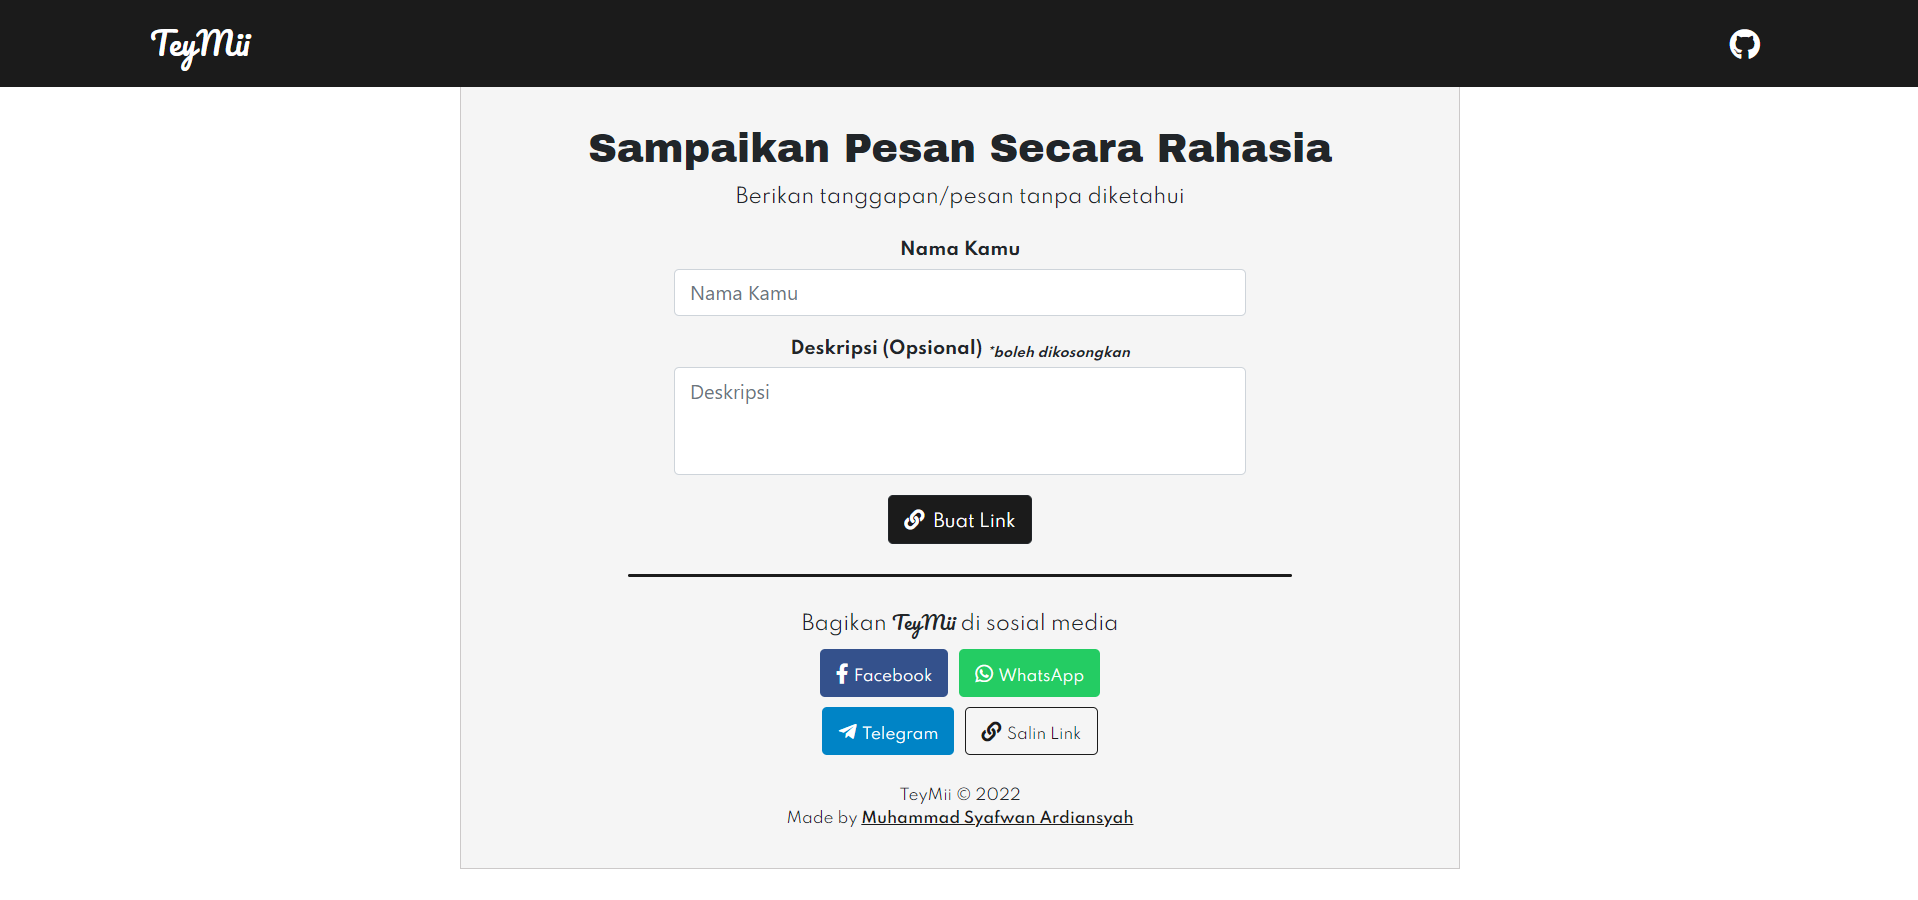 TeyMii
Sampaikan Pesan Secara Rahasia
Berikan tanggapan/pesan tanpa diketahui
Nama Kamu
Nama Kamu
Deskripsi (Opsional) *boleh dikosongkan
Deskripsi
Buat Link
Bagikan TeyMii di sosial media
Facebook WhatsApp
Telegram Salin Link
TeyMii © 2022
Made by Muhammad Syafwan Ardiansyah